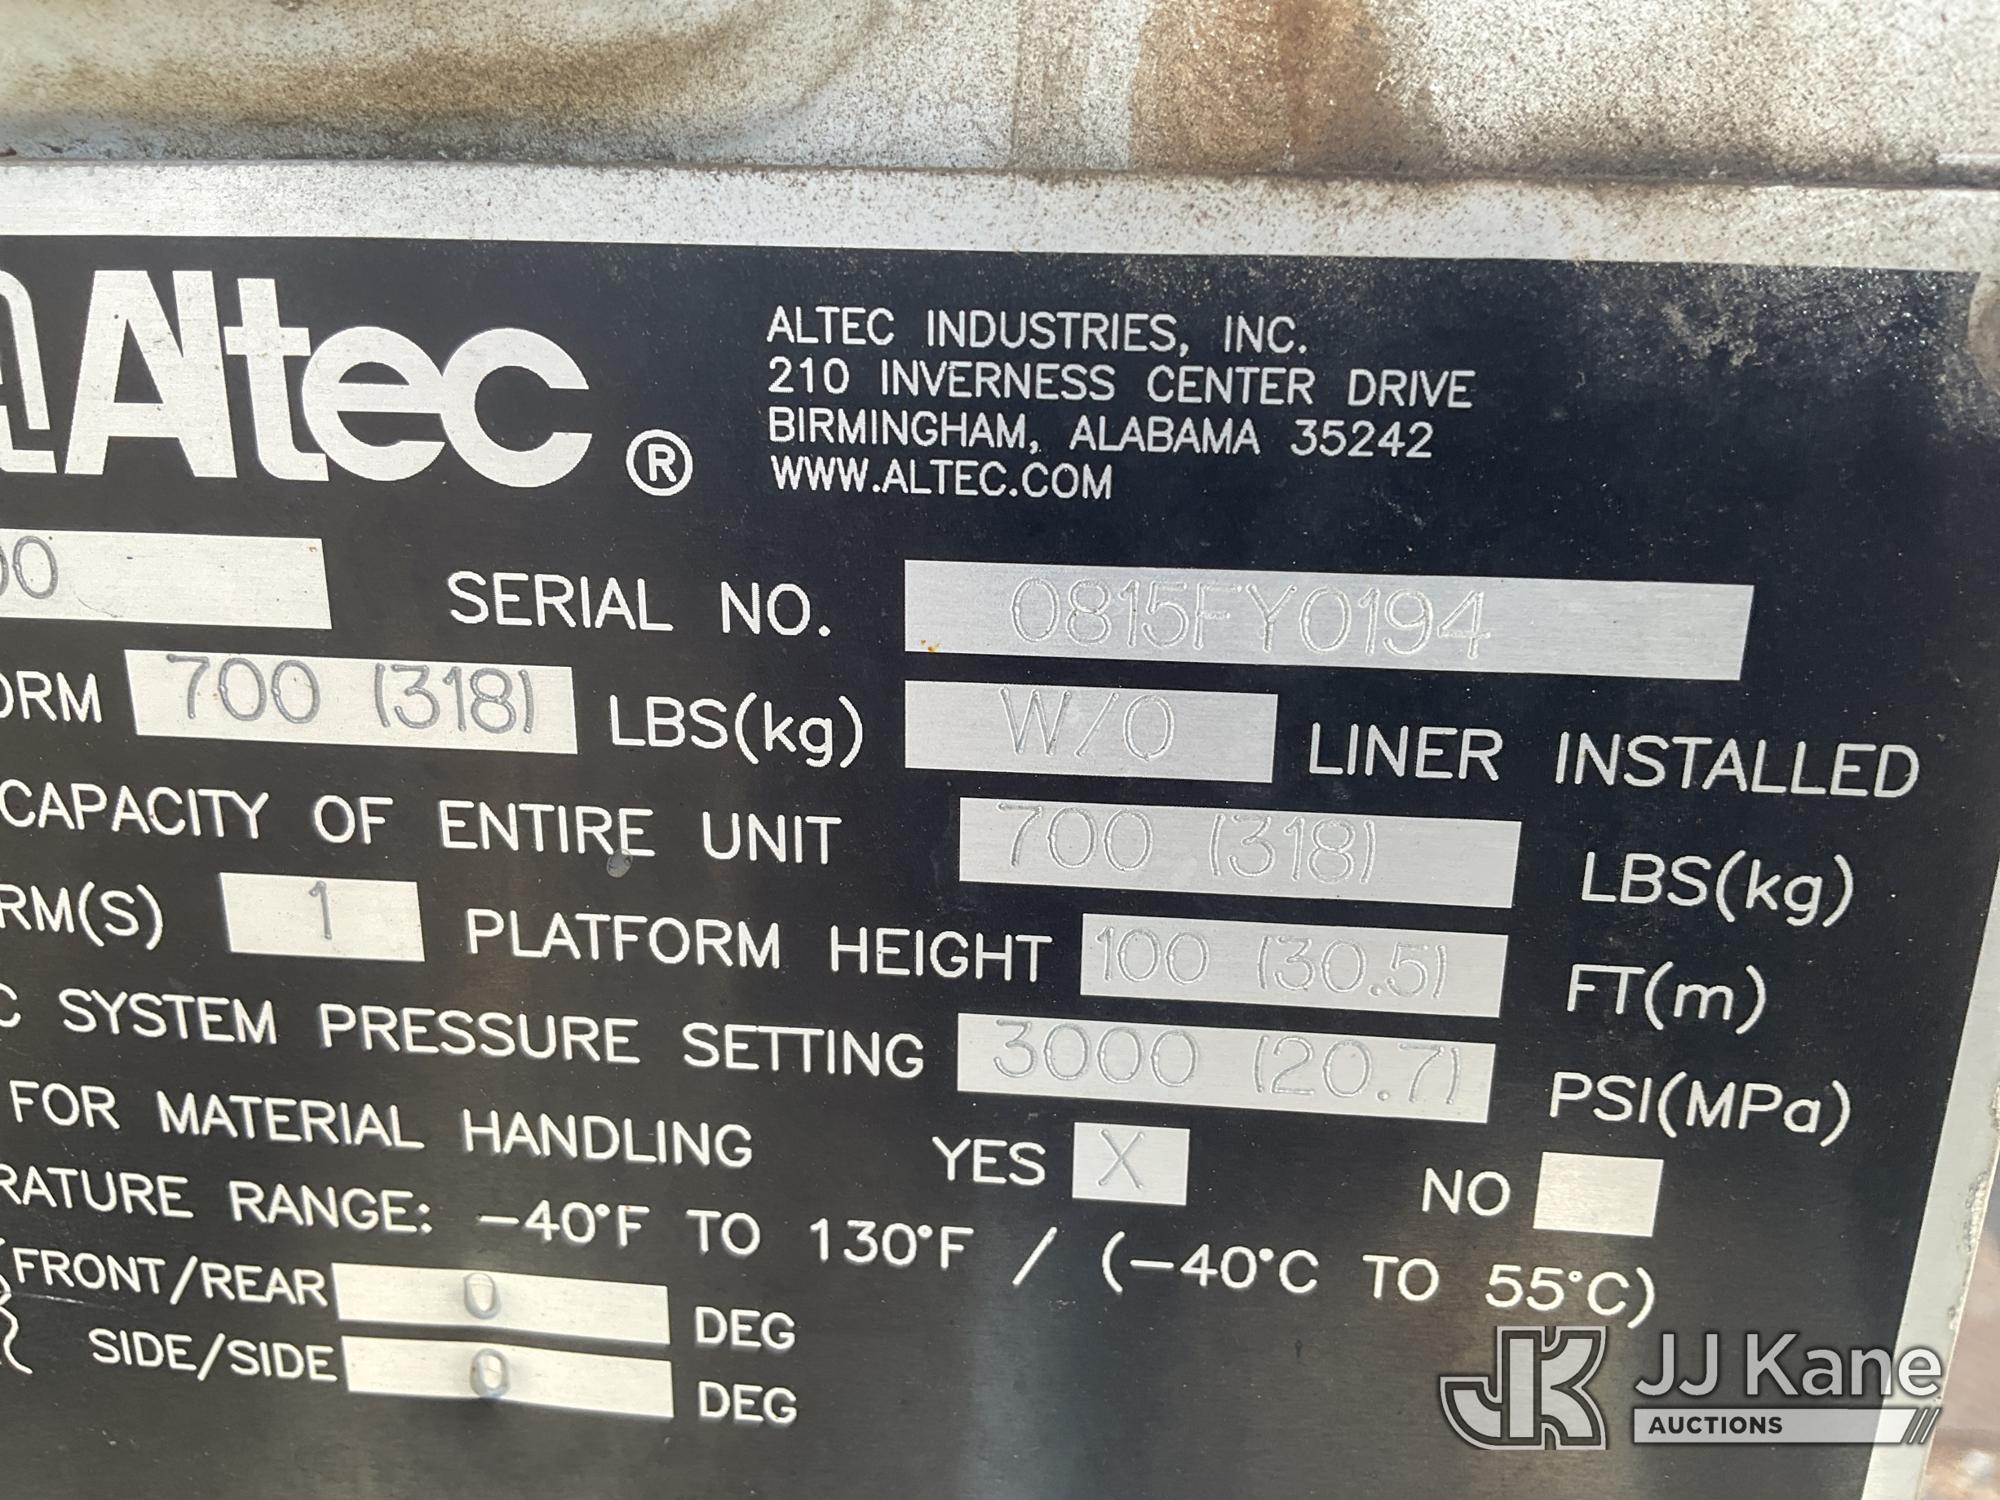 Altec ®
ALTEC INDUSTRIES, INC.
210 INVERNESS CENTER DRIVE
BIRMINGHAM, ALABAMA 35242
WWW.ALTEC.COM
00 SERIAL NO. 0815FY0194
ORM 700 (318) LBS(kg) W/O LINER INSTALLED
CAPACITY OF ENTIRE UNIT 700 (318) LBS(kg)
RM(S) 1 PLATFORM HEIGHT 100 (30.5) FT(m)
C SYSTEM PRESSURE SETTING 3000 (20.7) PSI(MPa)
FOR MATERIAL HANDLING YES X NO
RATURE RANGE: -40°F TO 130°F / (-40°C TO 55°C)
FRONT/REAR 0 DEG
SIDE/SIDE 0 DEG
JJ Kane
AUCTIONS